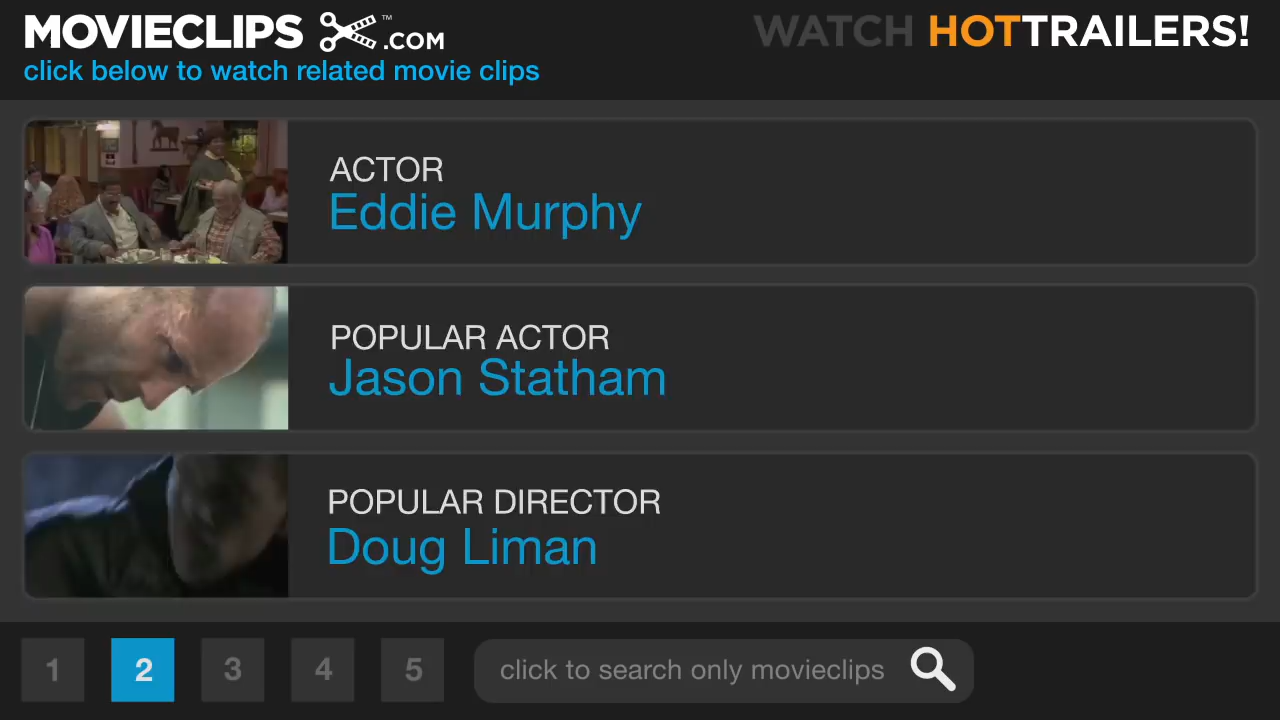 MOVIECLIPS ™ .COM
WATCH HOTTRAILERS!
click below to watch related movie clips
ACTOR
Eddie Murphy
POPULAR ACTOR
Jason Statham
POPULAR DIRECTOR
Doug Liman
1 2 3 4 5 click to search only movieclips